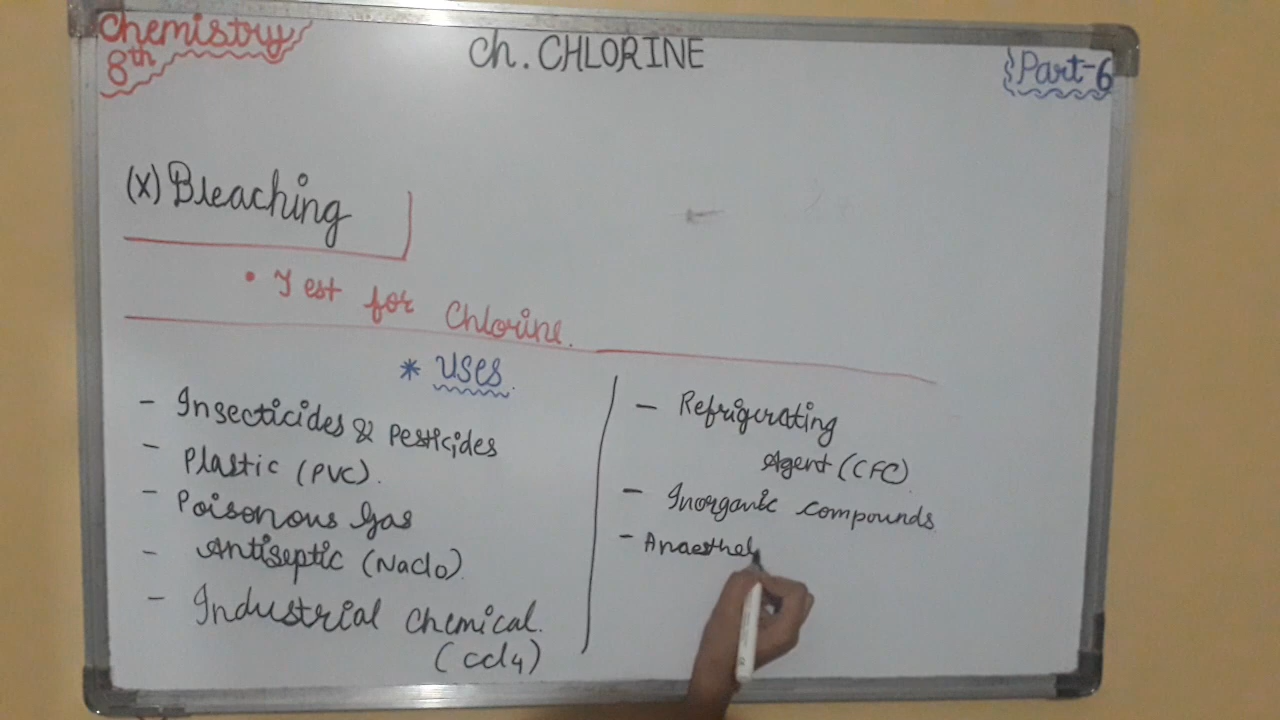 Chemistry
8th
Ch. CHLORINE
Part-6
(X) Bleaching
• Test for Chlorine.
* USES.
- Insecticides & Pesticides
- Plastic (PVC).
- Poisonous Gas
- Antiseptic (NaClO).
- Industrial Chemical.
(CCl4)
- Refrigerating
Agent (CFC).
- Inorganic compounds
- Anaesthet